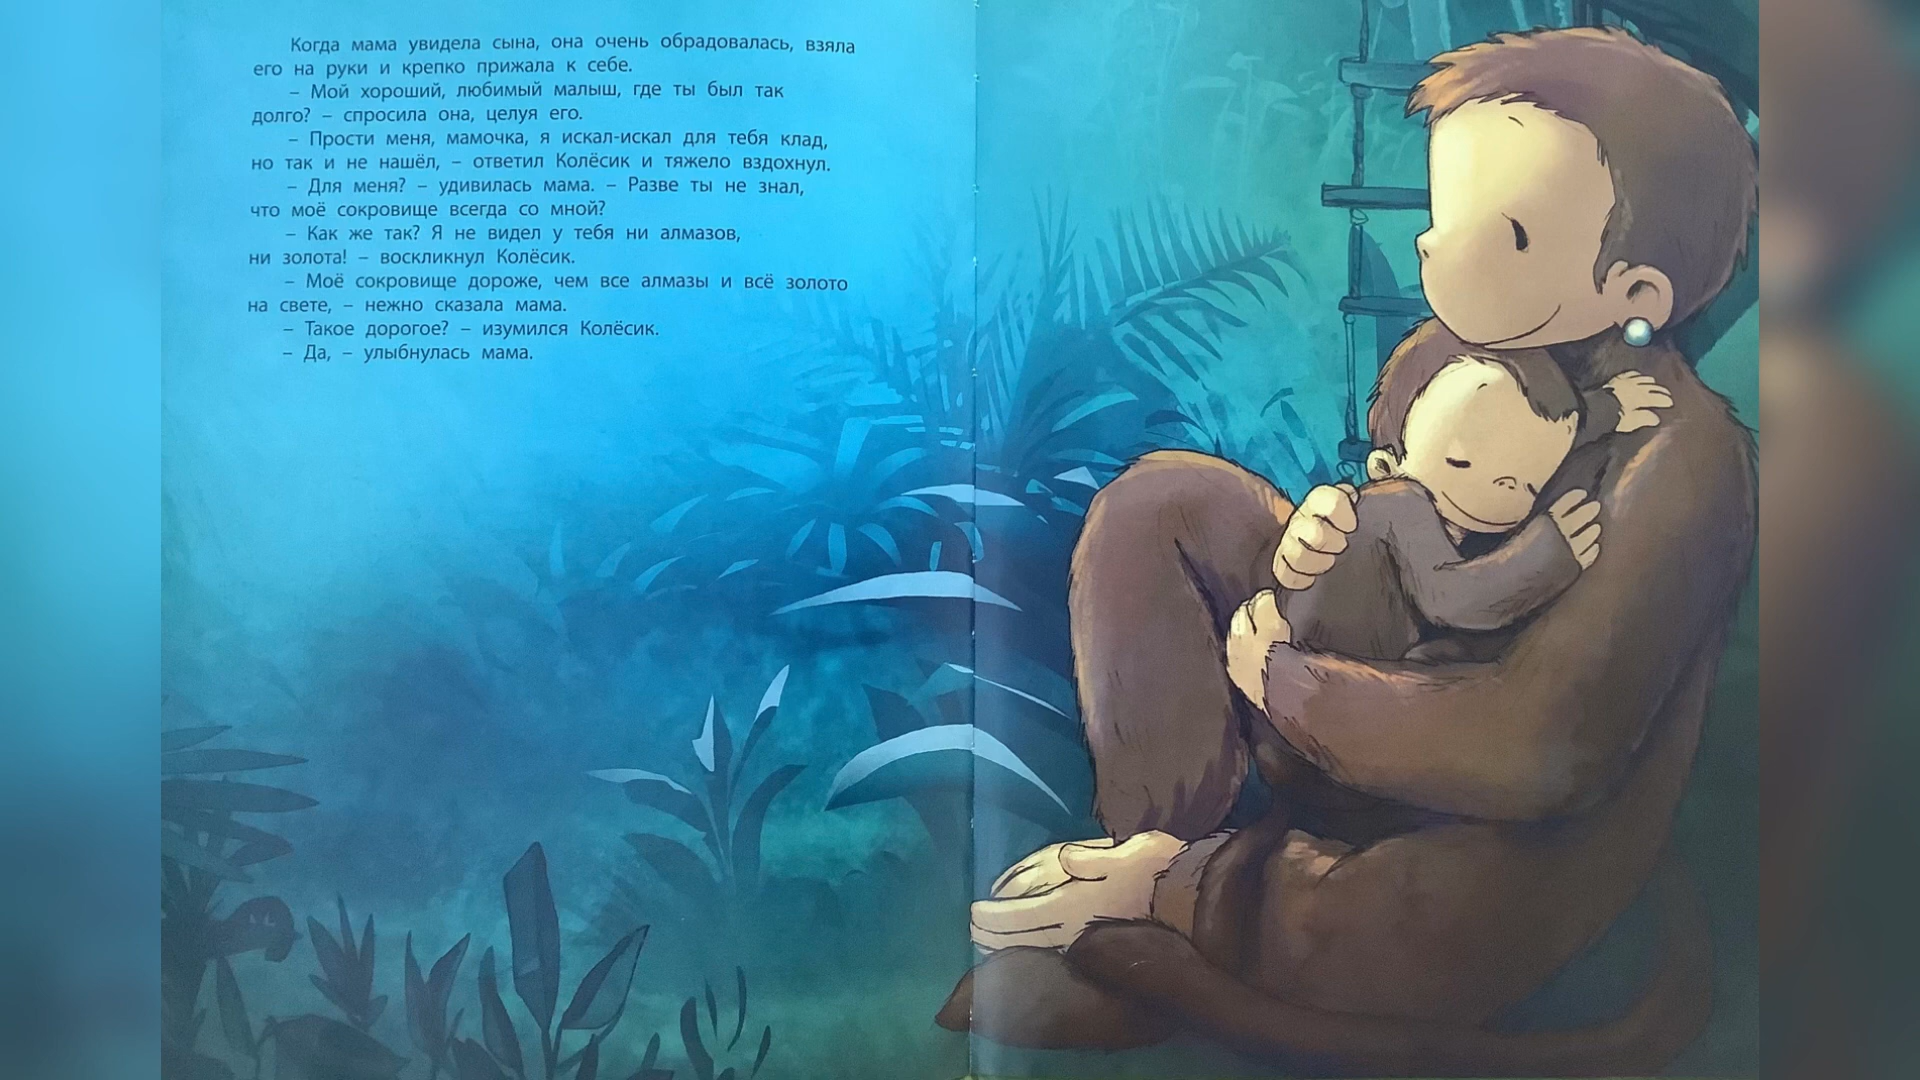 Когда мама увидела сына, она очень обрадовалась, взяла
его на руки и крепко прижала к себе.
– Мой хороший, любимый малыш, где ты был так
долго? – спросила она, целуя его.
– Прости меня, мамочка, я искал-искал для тебя клад,
но так и не нашёл, – ответил Колёсик и тяжело вздохнул.
– Для меня? – удивилась мама. – Разве ты не знал,
что моё сокровище всегда со мной?
– Как же так? Я не видел у тебя ни алмазов,
ни золота! – воскликнул Колёсик.
– Моё сокровище дороже, чем все алмазы и всё золото
на свете, – нежно сказала мама.
– Такое дорогое? – изумился Колёсик.
– Да, – улыбнулась мама.